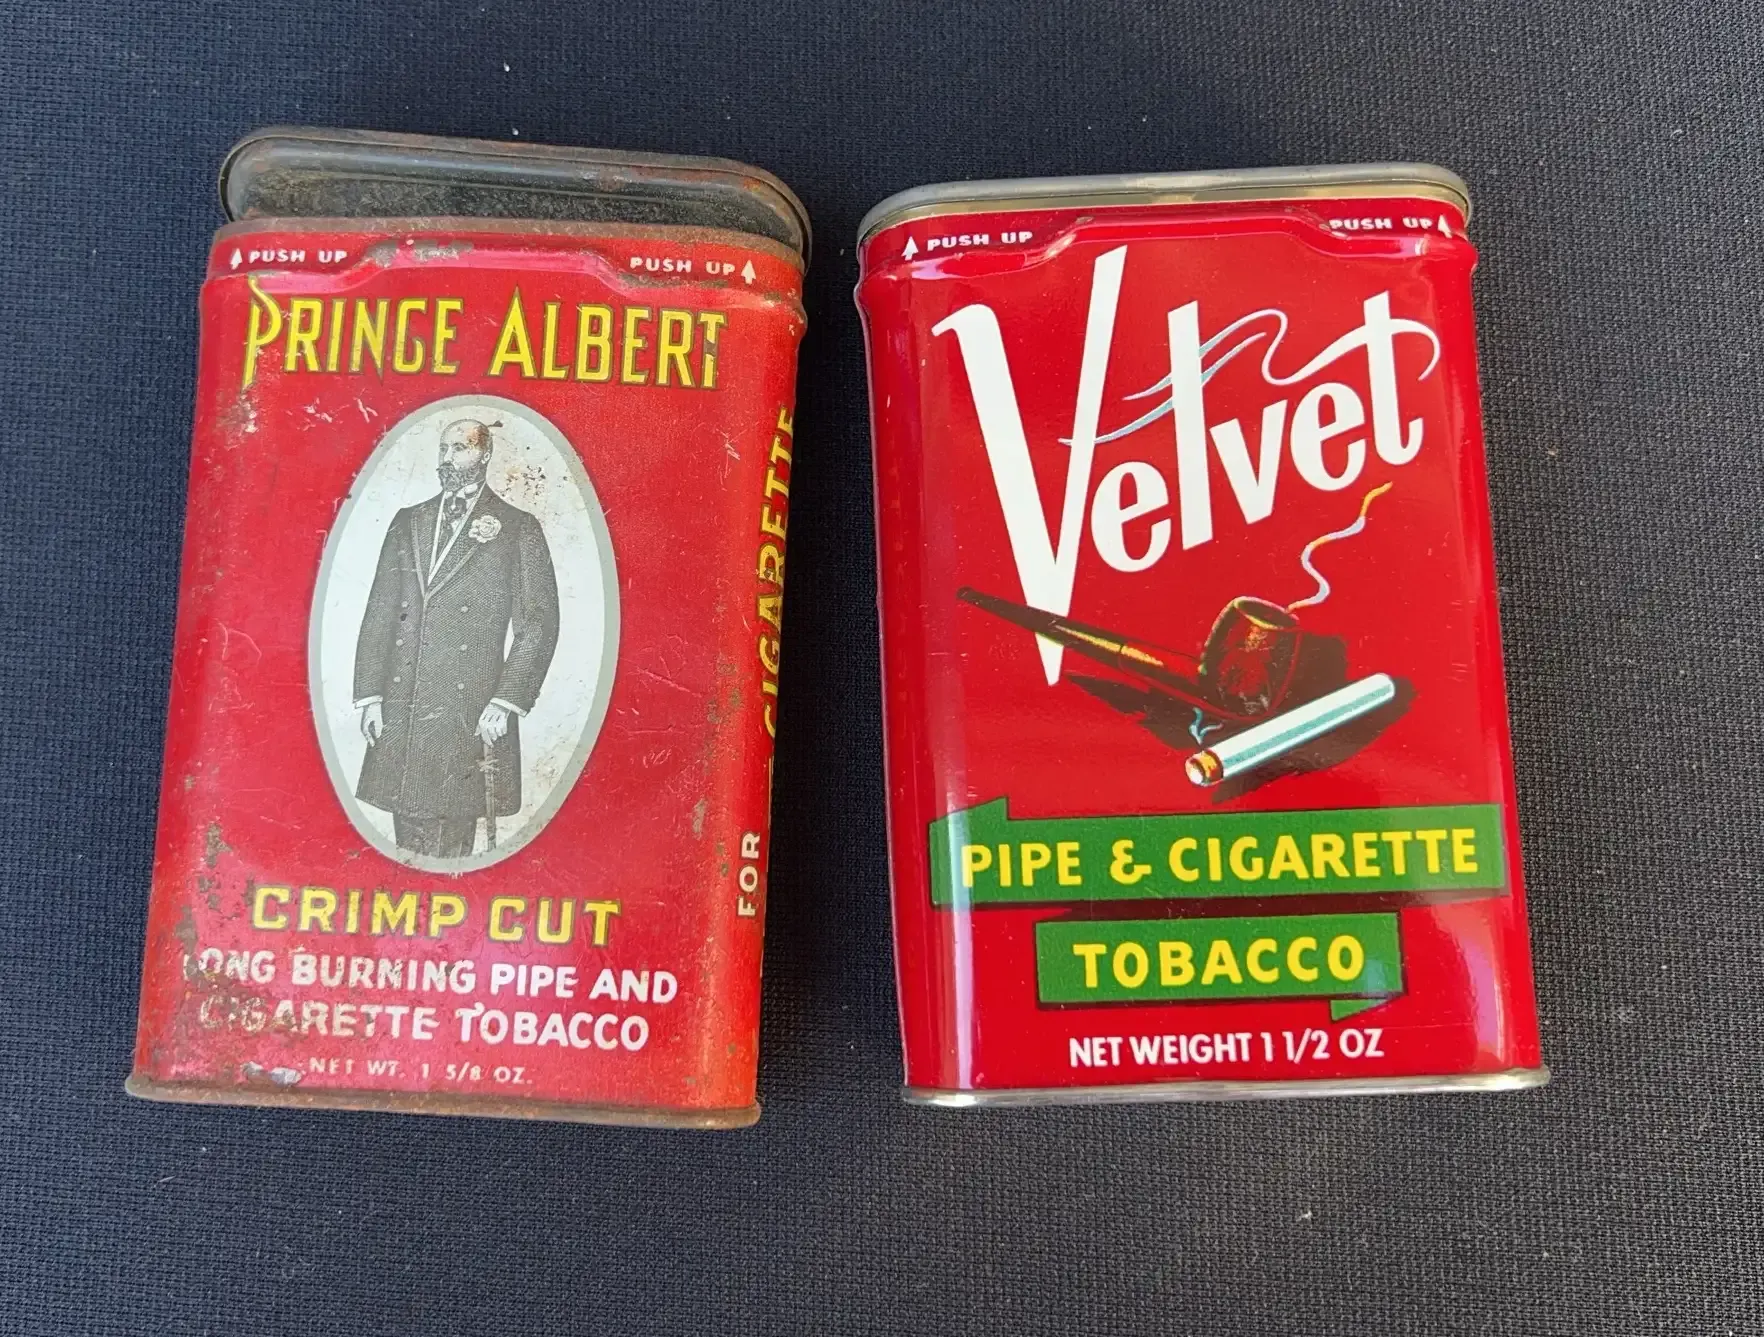 PUSH UP PUSH UP
PRINCE ALBERT
CRIMP CUT
LONG BURNING PIPE AND
CIGARETTE TOBACCO
NET WT. 1 5/8 OZ.
FOR CIGARETTE
PUSH UP PUSH UP
Velvet
PIPE & CIGARETTE
TOBACCO
NET WEIGHT 1 1/2 OZ